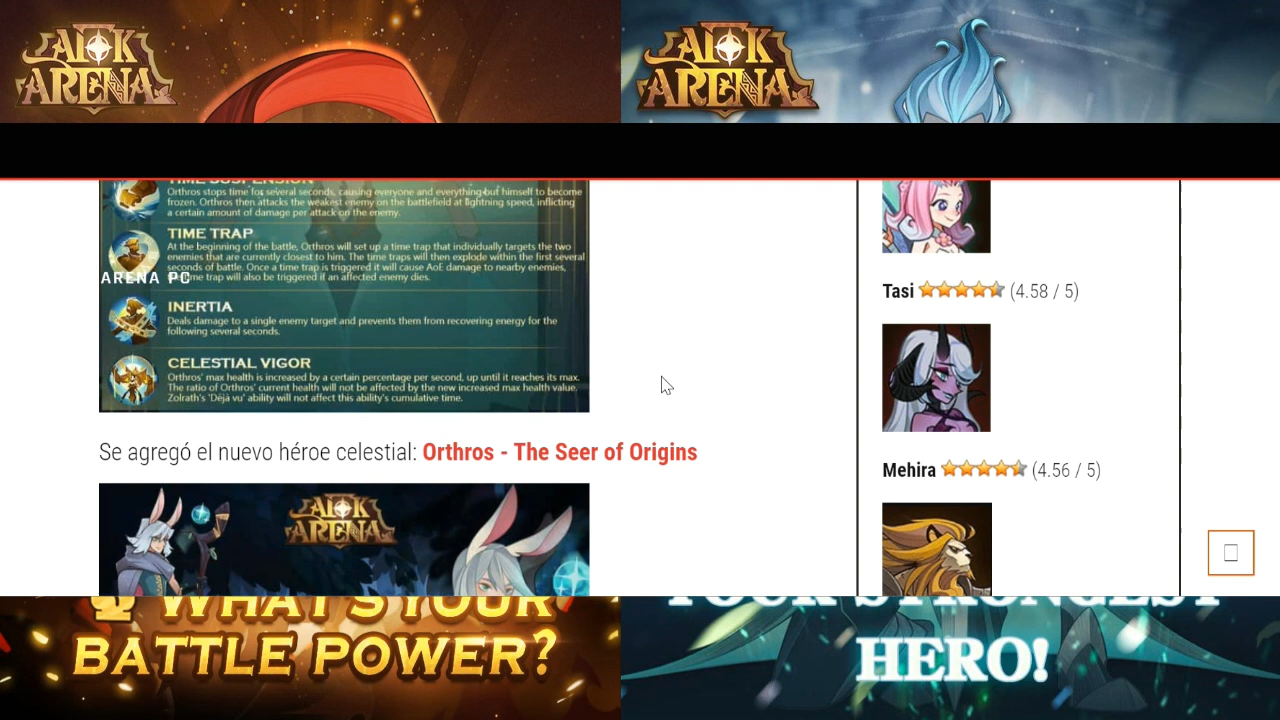 AFK
ARENA
AFK
ARENA
TIME SUSPENSION
Orthros stops time for several seconds, causing everyone and everything buf himself to become
frozen. Orthros then attacks the weakest enemy on the battlefield at lightning speed, inflicting
a certain amount of damage per attack on the enemy.
TIME TRAP
At the beginning of the battle, Orthros will set up a time trap that individually targets the two
enemies that are currently closest to him. The time traps will then explode within the first several
seconds of battle. Once a time trap is triggered it will cause AoE damage to nearby enemies,
time trap will also be triggered if an affected enemy dies.
ARENA PC
INERTIA
Deals damage to a single enemy target and prevents them from recovering energy for the
following several seconds.
CELESTIAL VIGOR
Orthros' max health is increased by a certain percentage per second, up until it reaches its max.
The ratio of Orthros' current health will not be affected by the new increased max health value.
Zolrath's 'Déjà vu' ability will not affect this ability's cumulative time.
Se agregó el nuevo héroe celestial: Orthros - The Seer of Origins
AFK
ARENA
Tasi (4.58 / 5)
Mehira (4.56 / 5)
WHAT'S YOUR
BATTLE POWER?
YOUR STRONGEST
HERO!